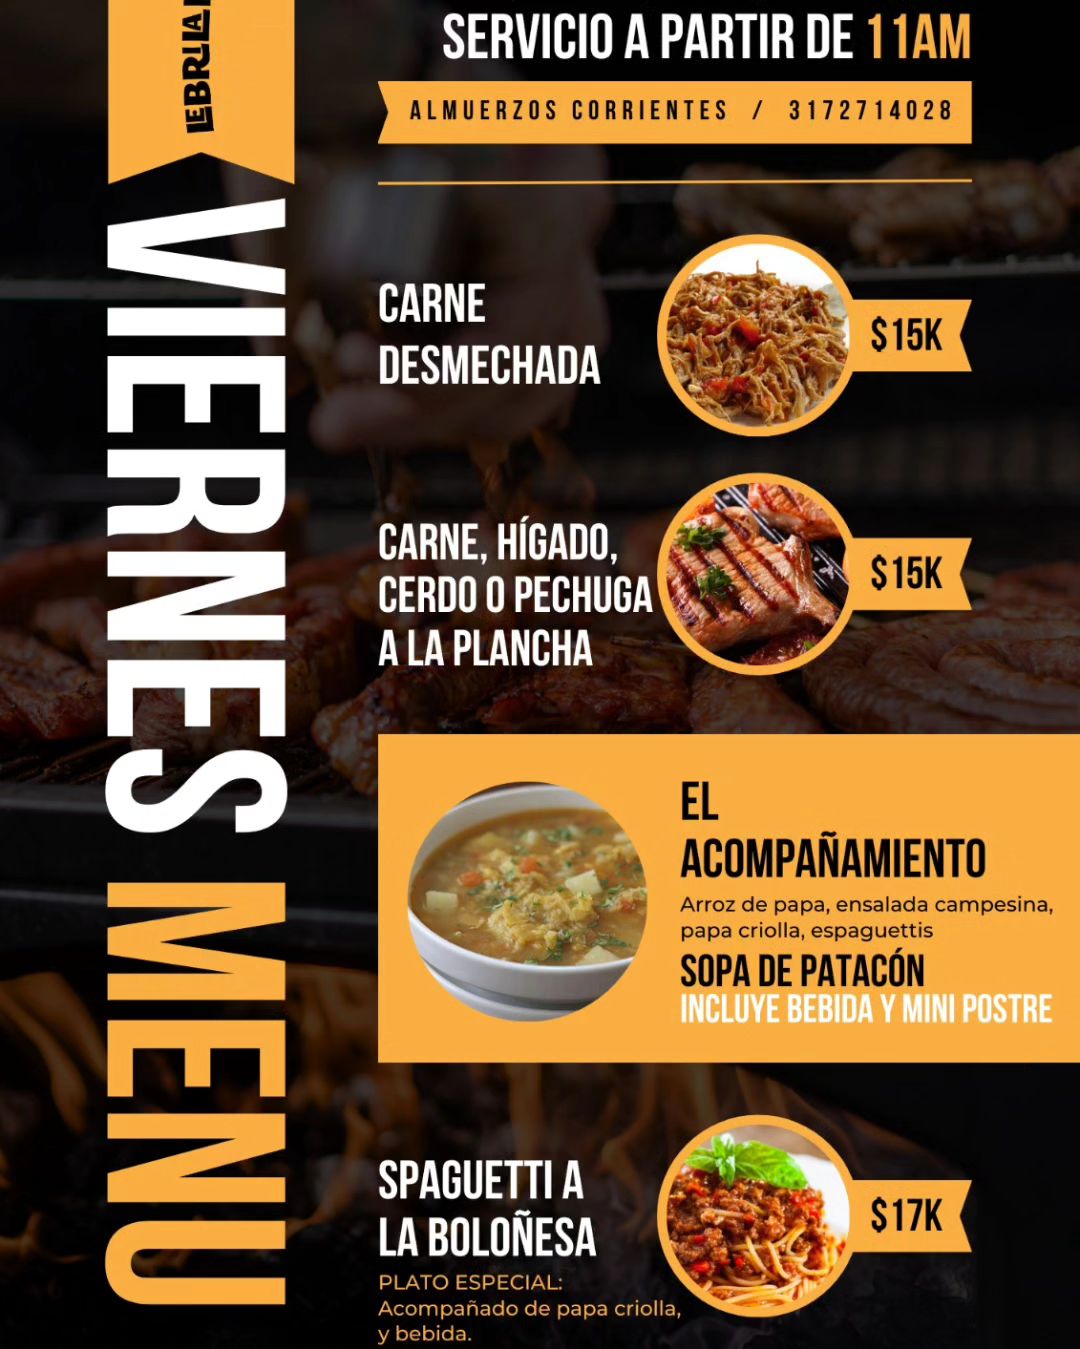 SERVICIO A PARTIR DE 11AM
ALMUERZOS CORRIENTES / 3172714028
VIERNES MENU
CARNE
DESMECHADA
$15K
CARNE, HÍGADO,
CERDO O PECHUGA
A LA PLANCHA
$15K
EL
ACOMPAÑAMIENTO
Arroz de papa, ensalada campesina,
papa criolla, espaguettis
SOPA DE PATACÓN
INCLUYE BEBIDA Y MINI POSTRE
SPAGUETTI A
LA BOLOÑESA
$17K
PLATO ESPECIAL:
Acompañado de papa criolla,
y bebida.